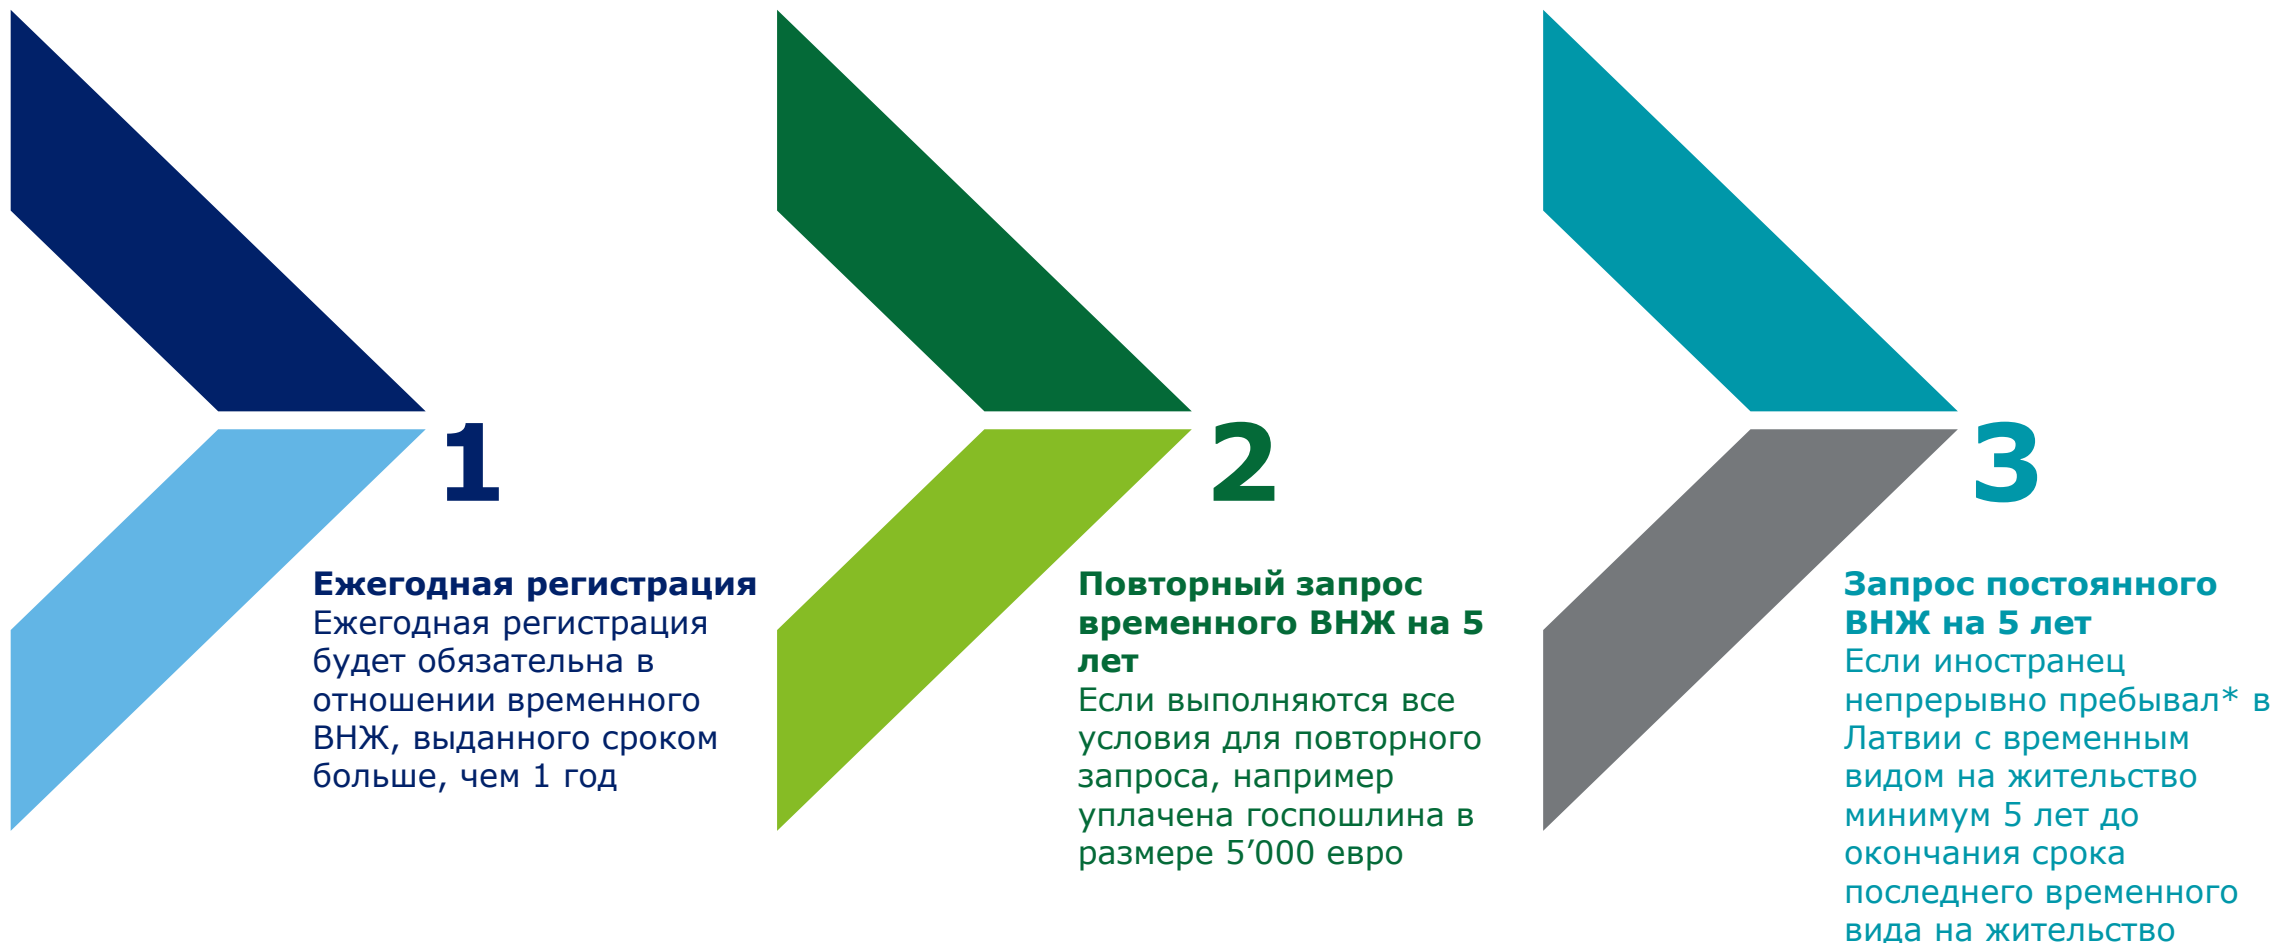 1
Ежегодная регистрация
Ежегодная регистрация
будет обязательна в
отношении временного
ВНЖ, выданного сроком
больше, чем 1 год
2
Повторный запрос
временного ВНЖ на 5
лет
Если выполняются все
условия для повторного
запроса, например
уплачена госпошлина в
размере 5’000 евро
3
Запрос постоянного
ВНЖ на 5 лет
Если иностранец
непрерывно пребывал* в
Латвии с временным
видом на жительство
минимум 5 лет до
окончания срока
последнего временного
вида на жительство